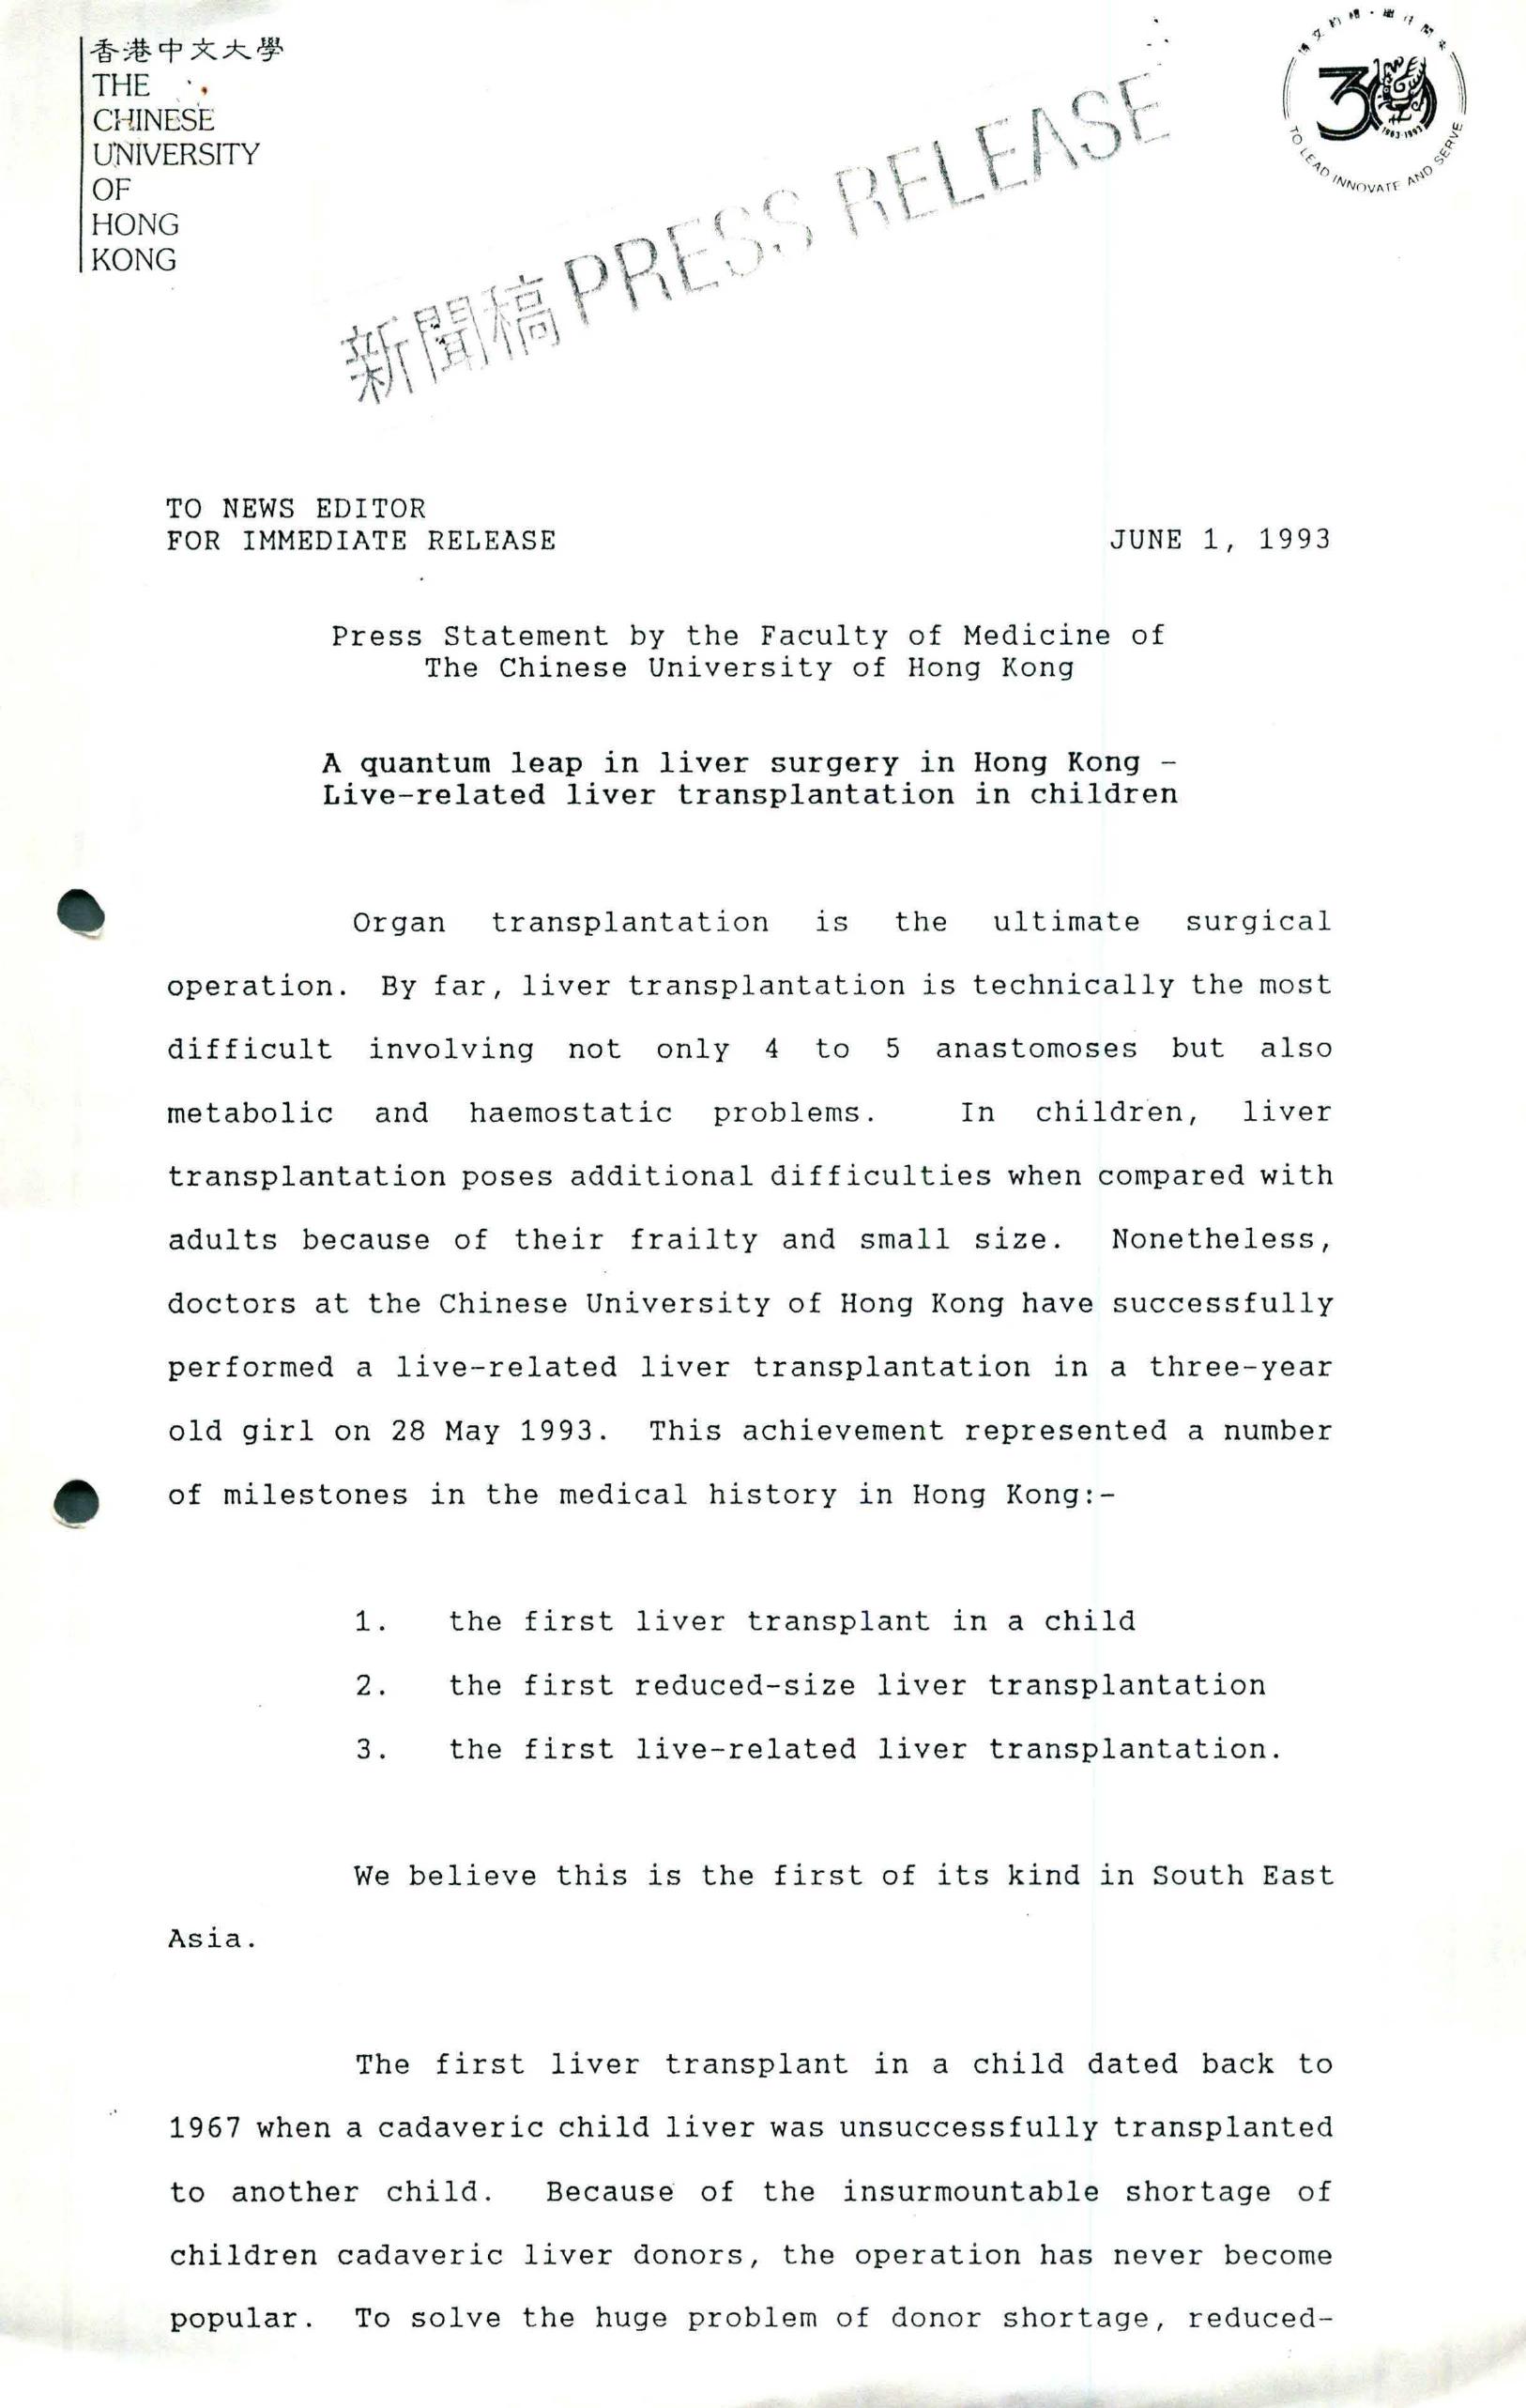 香港中文大學
THE
CHINESE
UNIVERSITY
OF
HONG
KONG
30
1963-1993
TO LEAD INNOVATE AND SERVE
新聞稿 PRESS RELEASE
TO NEWS EDITOR
FOR IMMEDIATE RELEASE JUNE 1, 1993
Press Statement by the Faculty of Medicine of
The Chinese University of Hong Kong
A quantum leap in liver surgery in Hong Kong -
Live-related liver transplantation in children
Organ transplantation is the ultimate surgical
operation. By far, liver transplantation is technically the most
difficult involving not only 4 to 5 anastomoses but also
metabolic and haemostatic problems. In children, liver
transplantation poses additional difficulties when compared with
adults because of their frailty and small size. Nonetheless,
doctors at the Chinese University of Hong Kong have successfully
performed a live-related liver transplantation in a three-year
old girl on 28 May 1993. This achievement represented a number
of milestones in the medical history in Hong Kong:-
1. the first liver transplant in a child
2. the first reduced-size liver transplantation
3. the first live-related liver transplantation.
We believe this is the first of its kind in South East
Asia.
The first liver transplant in a child dated back to
1967 when a cadaveric child liver was unsuccessfully transplanted
to another child. Because of the insurmountable shortage of
children cadaveric liver donors, the operation has never become
popular. To solve the huge problem of donor shortage, reduced-